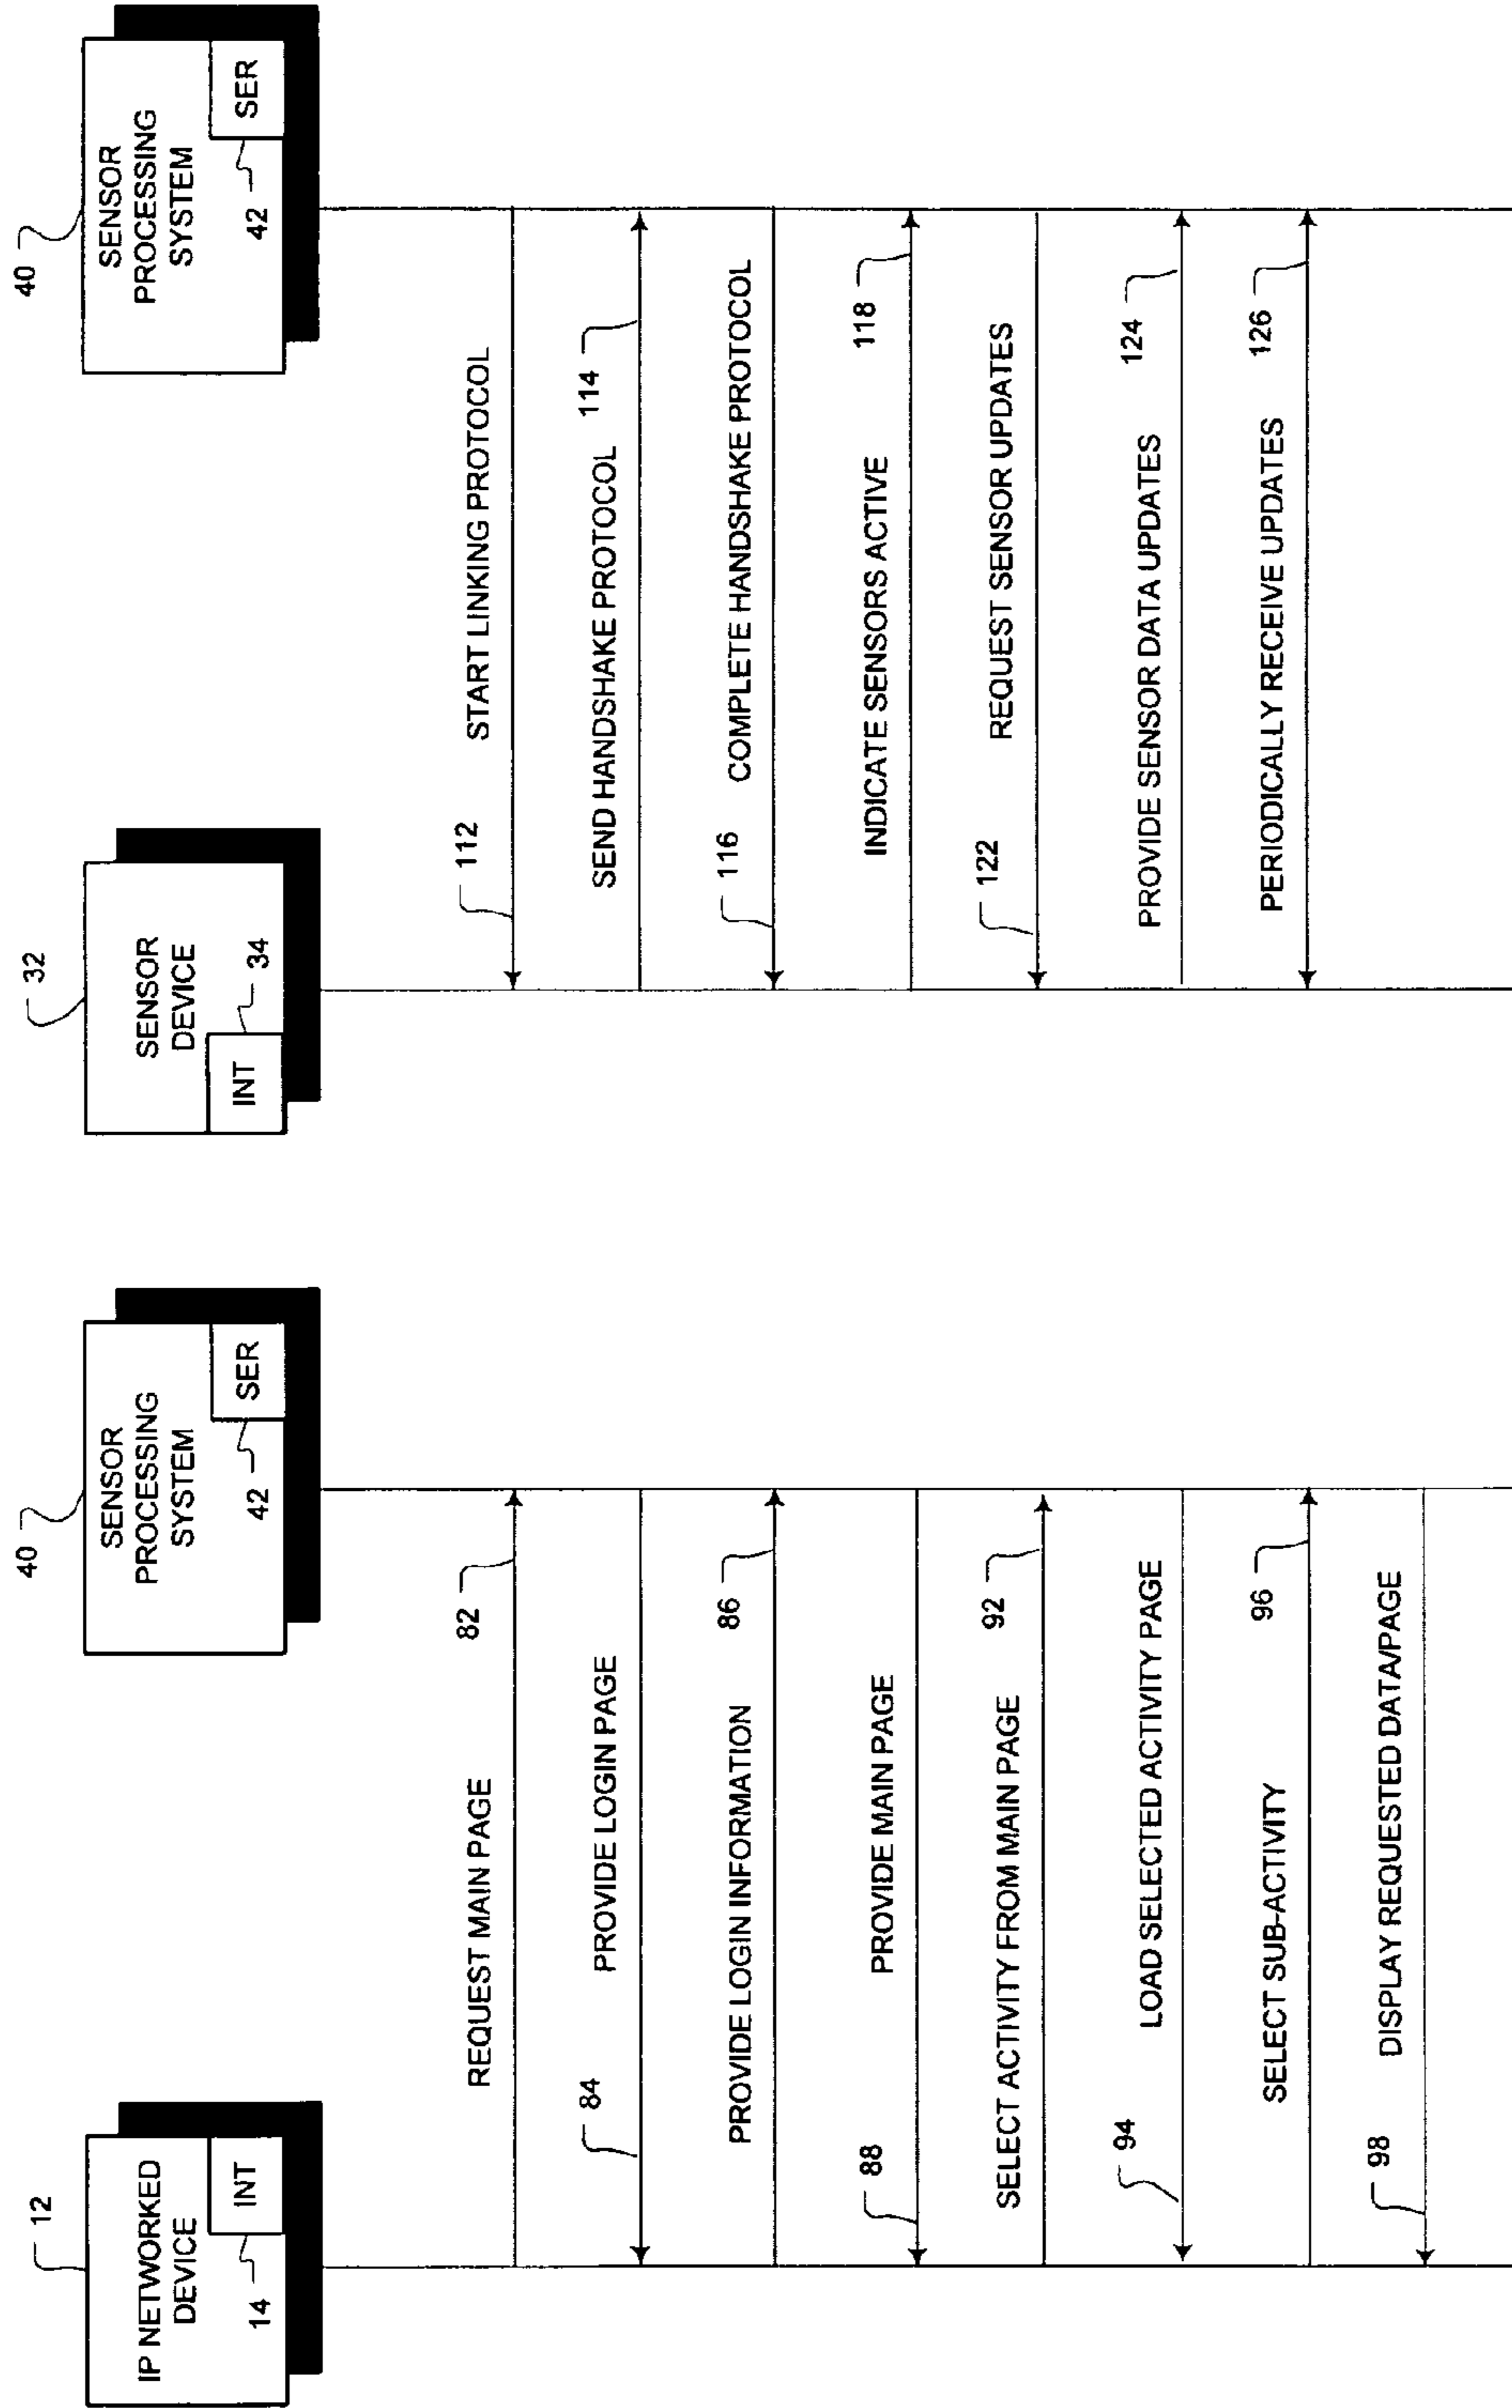 12
IP NETWORKED
DEVICE
INT
14
40
SENSOR
PROCESSING
SYSTEM
SER
42
REQUEST MAIN PAGE
82
84
PROVIDE LOGIN PAGE
PROVIDE LOGIN INFORMATION
86
88
PROVIDE MAIN PAGE
SELECT ACTIVITY FROM MAIN PAGE
92
94
LOAD SELECTED ACTIVITY PAGE
SELECT SUB-ACTIVITY
96
98
DISPLAY REQUESTED DATA/PAGE
32
SENSOR
DEVICE
INT
34
40
SENSOR
PROCESSING
SYSTEM
SER
42
112
START LINKING PROTOCOL
SEND HANDSHAKE PROTOCOL
114
116
COMPLETE HANDSHAKE PROTOCOL
INDICATE SENSORS ACTIVE
118
122
REQUEST SENSOR UPDATES
PROVIDE SENSOR DATA UPDATES
124
PERIODICALLY RECEIVE UPDATES
126